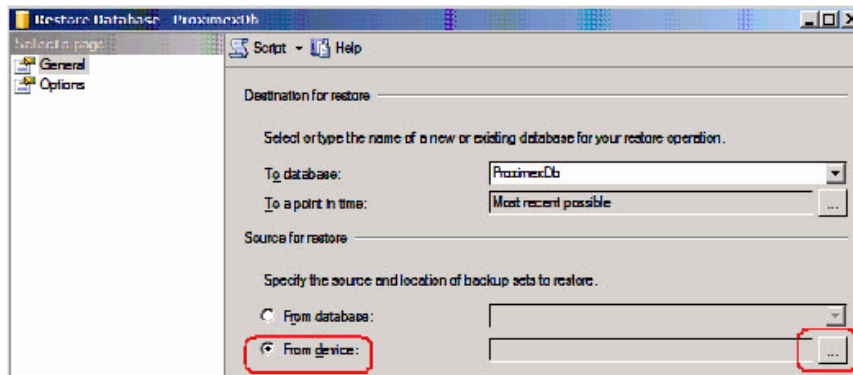 Restore Database - ProximexDb
Select a page
General
Options
Script Help
Destination for restore
Select or type the name of a new or existing database for your restore operation.
To database: ProximexDb
To a point in time: Most recent possible ...
Source for restore
Specify the source and location of backup sets to restore.
From database:
From device: ...